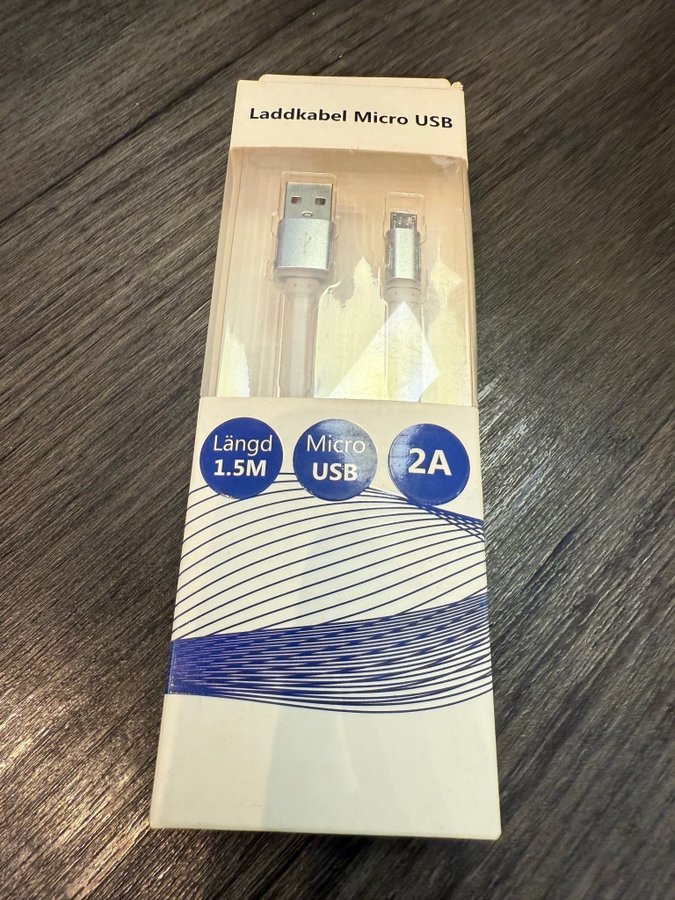 Laddkabel Micro USB
Längd
1.5M
Micro
USB
2A